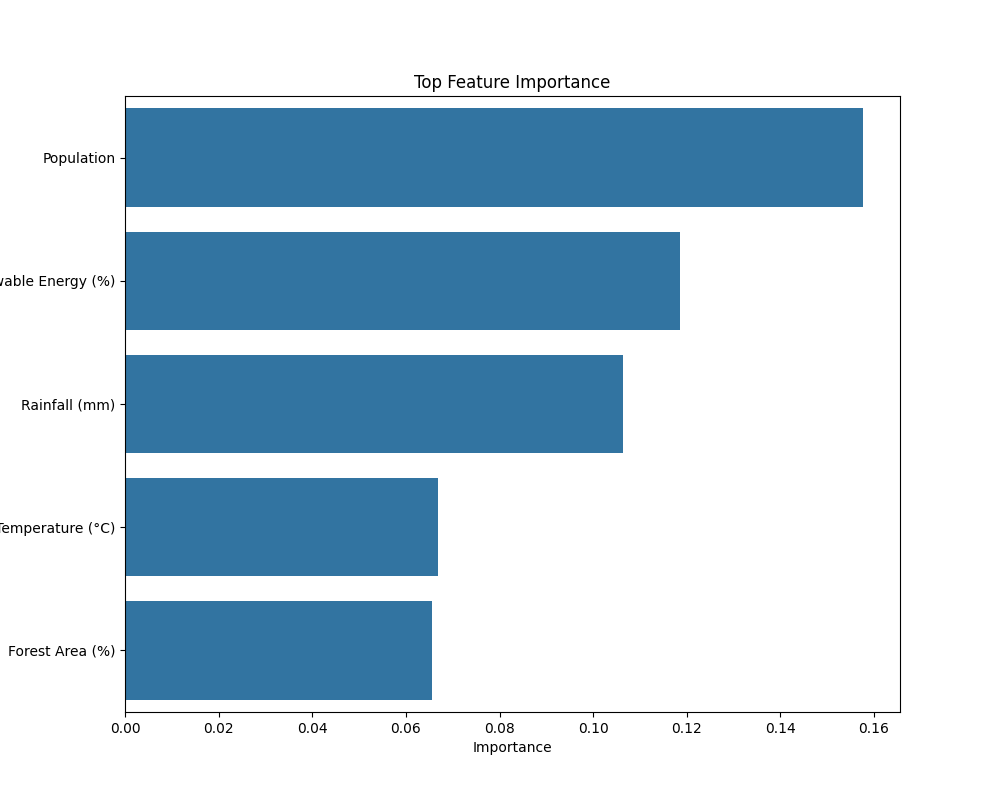 Top Feature Importance
Population
wable Energy (%)
Rainfall (mm)
Temperature (°C)
Forest Area (%)
0.00 0.02 0.04 0.06 0.08 0.10 0.12 0.14 0.16
Importance